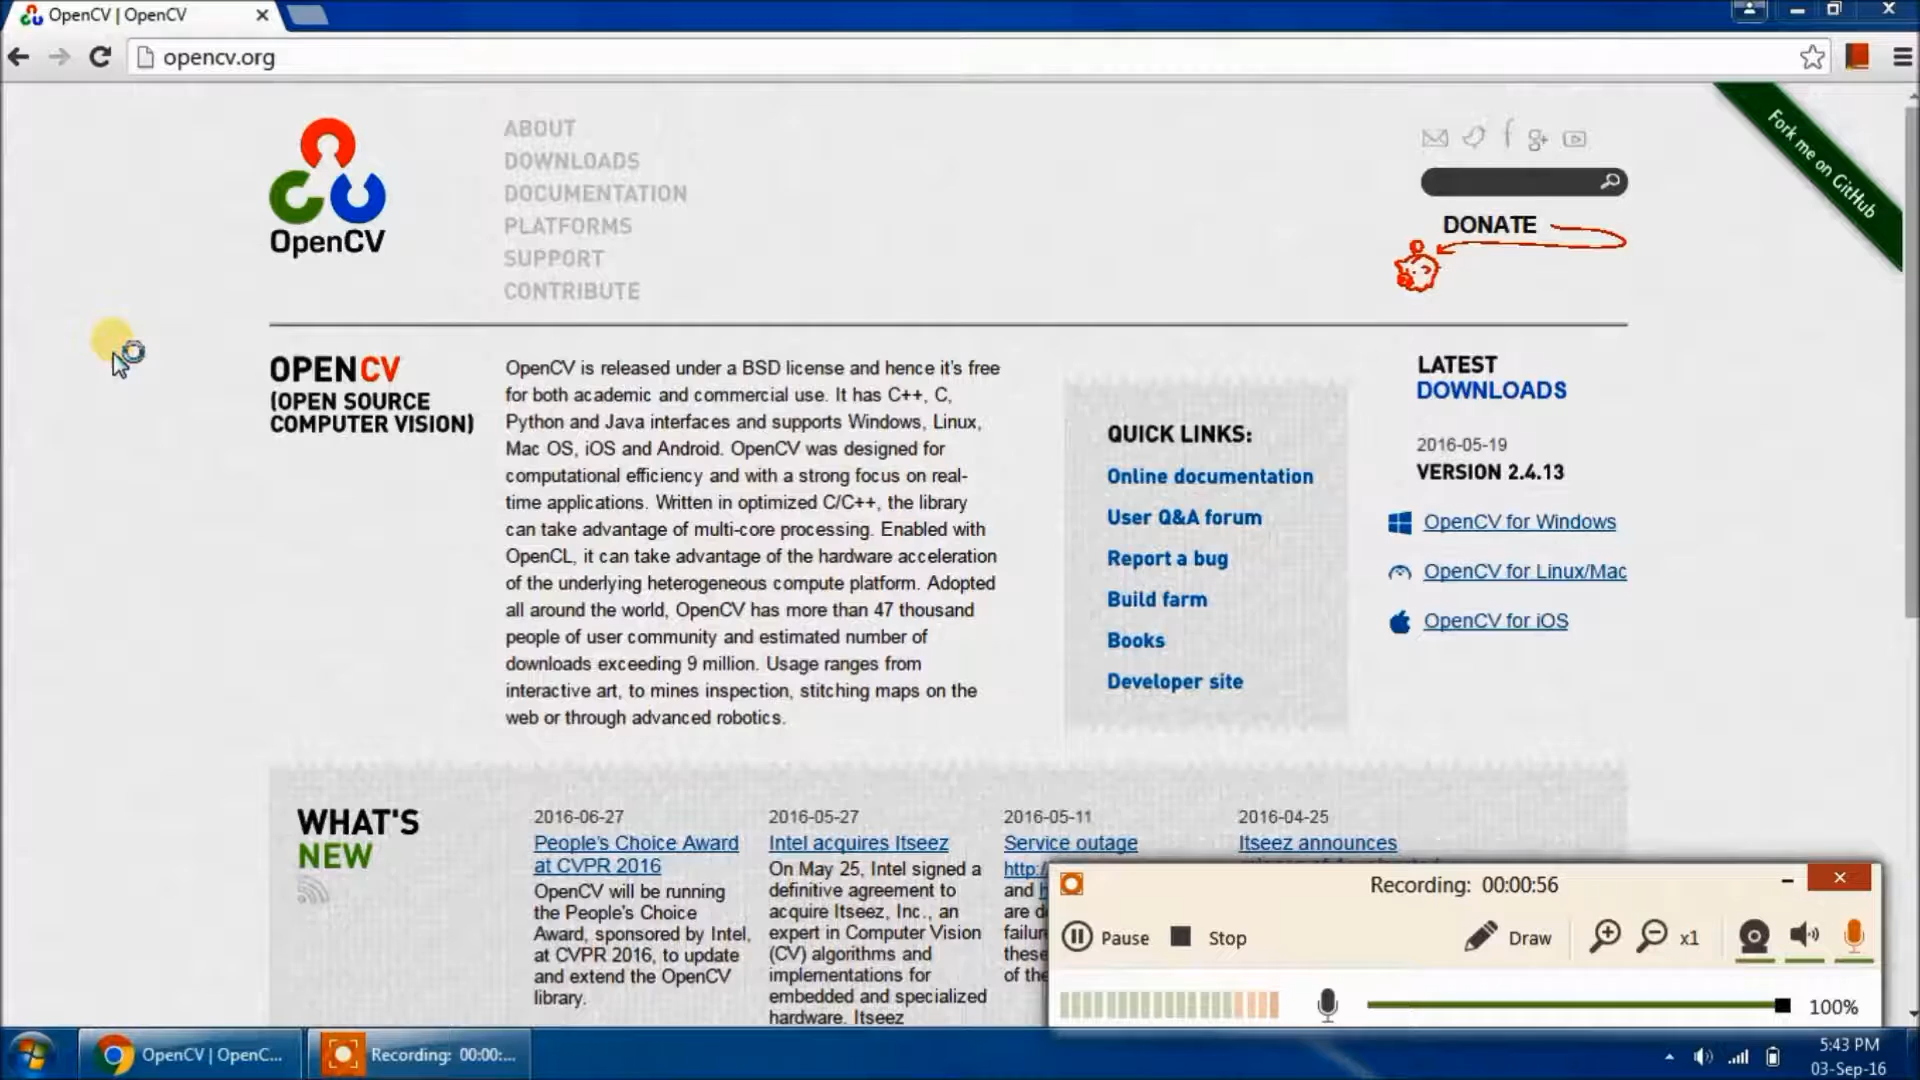 OpenCV | OpenCV
opencv.org
OpenCV
ABOUT
DOWNLOADS
DOCUMENTATION
PLATFORMS
SUPPORT
CONTRIBUTE
DONATE
Fork me on GitHub
OPENCV
(OPEN SOURCE
COMPUTER VISION)
OpenCV is released under a BSD license and hence it's free
for both academic and commercial use. It has C++, C,
Python and Java interfaces and supports Windows, Linux,
Mac OS, iOS and Android. OpenCV was designed for
computational efficiency and with a strong focus on real-
time applications. Written in optimized C/C++, the library
can take advantage of multi-core processing. Enabled with
OpenCL, it can take advantage of the hardware acceleration
of the underlying heterogeneous compute platform. Adopted
all around the world, OpenCV has more than 47 thousand
people of user community and estimated number of
downloads exceeding 9 million. Usage ranges from
interactive art, to mines inspection, stitching maps on the
web or through advanced robotics.
QUICK LINKS:
Online documentation
User Q&A forum
Report a bug
Build farm
Books
Developer site
LATEST
DOWNLOADS
2016-05-19
VERSION 2.4.13
OpenCV for Windows
OpenCV for Linux/Mac
OpenCV for iOS
WHAT'S
NEW
2016-06-27
People's Choice Award
at CVPR 2016
OpenCV will be running
the People's Choice
Award, sponsored by Intel,
at CVPR 2016, to update
and extend the OpenCV
library.
2016-05-27
Intel acquires Itseez
On May 25, Intel signed a
definitive agreement to
acquire Itseez, Inc., an
expert in Computer Vision
(CV) algorithms and
implementations for
embedded and specialized
hardware. Itseez
2016-05-11
Service outage
http:/
and h
are d
failur
these
of the
2016-04-25
Itseez announces
Recording: 00:00:56
Pause
Stop
Draw
x1
100%
OpenCV | OpenC...
Recording: 00:00:...
5:43 PM
03-Sep-16